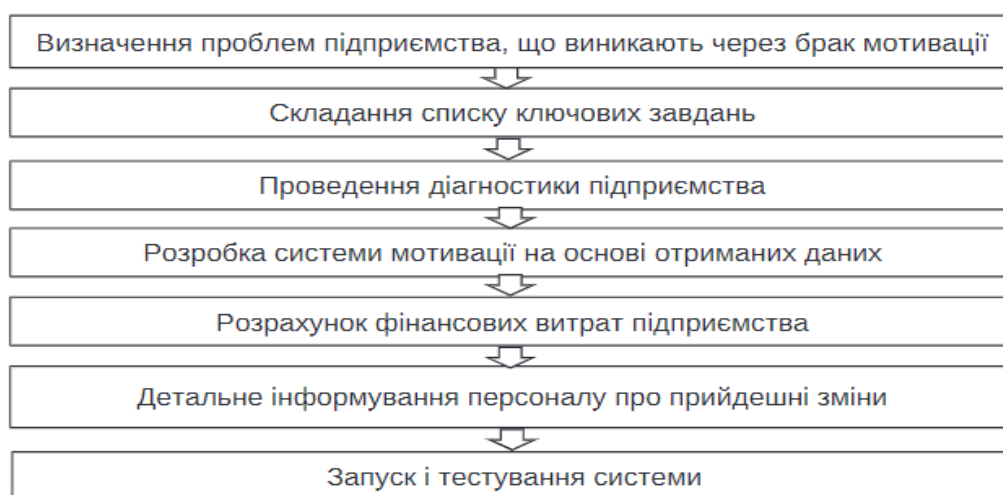 Визначення проблем підприємства, що виникають через брак мотивації
Складання списку ключових завдань
Проведення діагностики підприємства
Розробка системи мотивації на основі отриманих даних
Розрахунок фінансових витрат підприємства
Детальне інформування персоналу про прийдешні зміни
Запуск і тестування системи